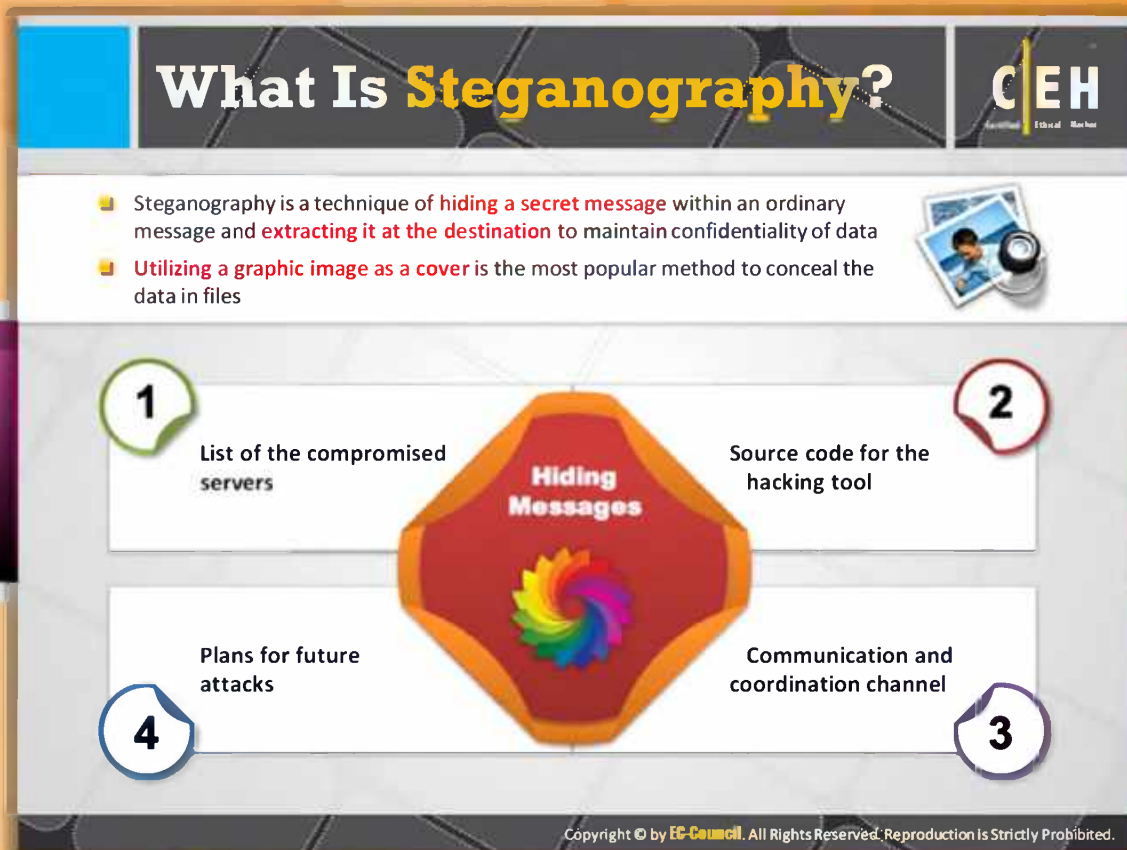 What Is Steganography?
C|EH
Certified Ethical Hacker
Steganography is a technique of hiding a secret message within an ordinary
message and extracting it at the destination to maintain confidentiality of data
Utilizing a graphic image as a cover is the most popular method to conceal the
data in files
1
List of the compromised
servers
2
Source code for the
hacking tool
Hiding
Messages
3
Communication and
coordination channel
4
Plans for future
attacks
Copyright © by EC-Council. All Rights Reserved. Reproduction is Strictly Prohibited.